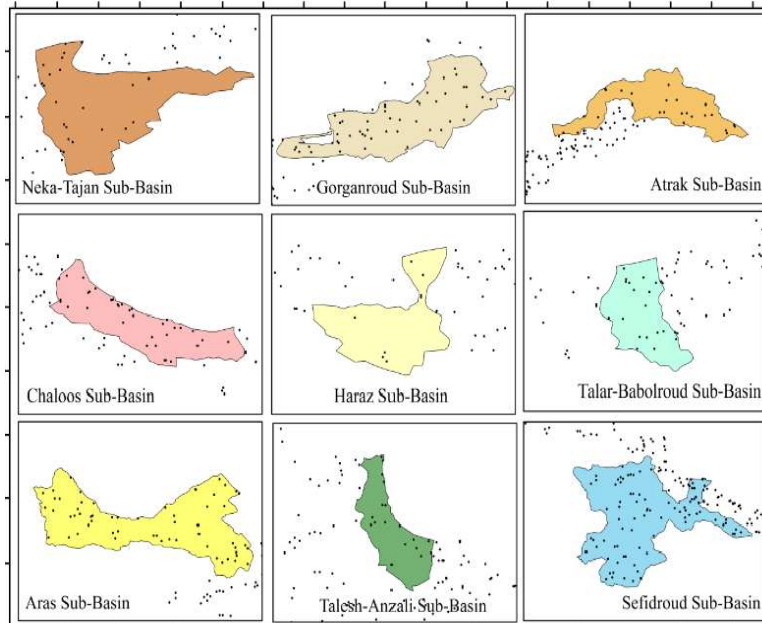 Neka-Tajan Sub-Basin
Gorganroud Sub-Basin
Atrak Sub-Basin
Chaloos Sub-Basin
Haraz Sub-Basin
Talar-Babolroud Sub-Basin
Aras Sub-Basin
Talesh-Anzali Sub-Basin
Sefidroud Sub-Basin